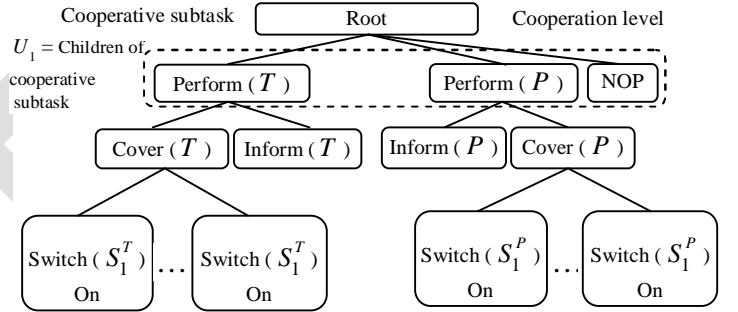 Cooperative subtask Root Cooperation level
U₁ = Children of
cooperative
subtask
Perform (T) Perform (P) NOP
Cover (T) Inform (T) Inform (P) Cover (P)
Switch (S₁ᵀ) ... Switch (S₁ᵀ) Switch (S₁ᴾ) ... Switch (S₁ᴾ)
On On On On